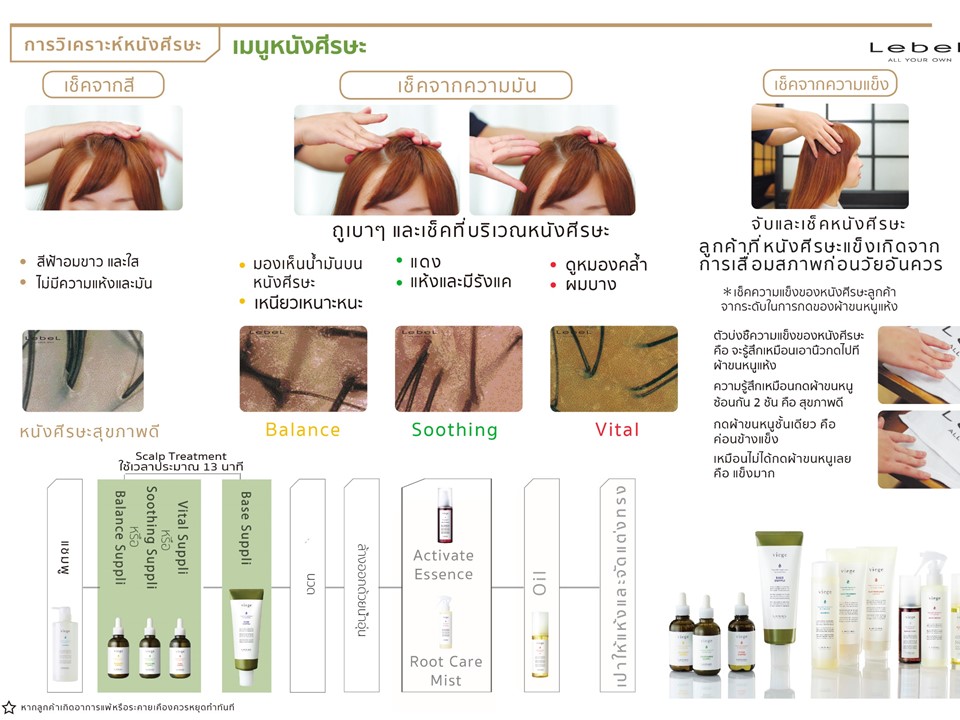 การวิเคราะห์หนังศีรษะ
เมนูหนังศีรษะ
LebeL
ALL YOUR OWN
เช็คจากสี
เช็คจากความมัน
เช็คจากความแข็ง
ถูเบาๆ และเช็คที่บริเวณหนังศีรษะ
จับและเช็คหนังศีรษะ
ลูกค้าที่หนังศีรษะแข็งเกิดจาก
การเสื่อมสภาพก่อนวัยอันควร
• สีฟ้าอมขาว และใส
• ไม่มีความแห้งและมัน
• มองเห็นน้ำมันบน
หนังศีรษะ
• เหนียวเหนาะหนะ
• แดง
• แห้งและมีรังแค
• ดูหมองคล้ำ
• ผมบาง
＊เช็คความแข็งของหนังศีรษะลูกค้า
จากระดับในการกดของผ้าขนหนูแห้ง
ตัวบ่งชี้ความแข็งของหนังศีรษะ
คือ จะรู้สึกเหมือนเอานิ้วกดไปที่
ผ้าขนหนูแห้ง
ความรู้สึกเหมือนกดผ้าขนหนู
ซ้อนกัน 2 ชั้น คือ สุขภาพดี
กดผ้าขนหนูชั้นเดียว คือ
ค่อนข้างแข็ง
เหมือนไม่ได้กดผ้าขนหนูเลย
คือ แข็งมาก
LebeL
LebeL
LebeL
LebeL
หนังศีรษะสุขภาพดี
Balance
Soothing
Vital
Scalp Treatment
ใช้เวลาประมาณ 13 นาที
แชมพู
Vital Suppli
หรือ
Soothing Suppli
หรือ
Balance Suppli
Base Suppli
นวด
ล้างออกด้วยน้ำอุ่น
Activate
Essence
Root Care
Mist
Oil
เป่าให้แห้งและจัดแต่งทรง
☆ หากลูกค้าเกิดอาการแพ้หรือระคายเคืองควรหยุดทำทันที